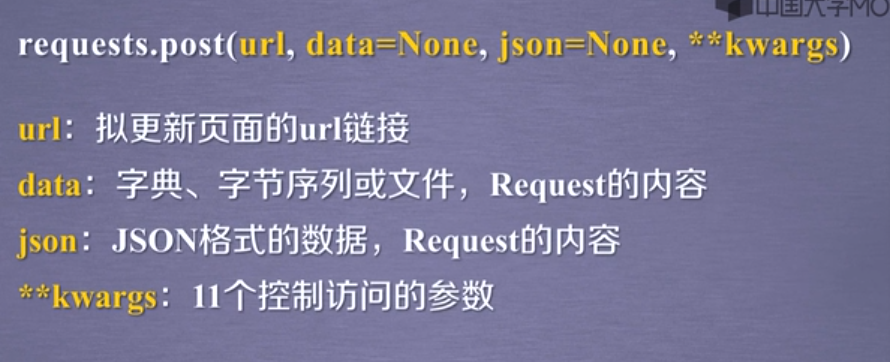 中国大学MO
requests.post(url, data=None, json=None, **kwargs)
url：拟更新页面的url链接
data：字典、字节序列或文件，Request的内容
json：JSON格式的数据，Request的内容
**kwargs：11个控制访问的参数